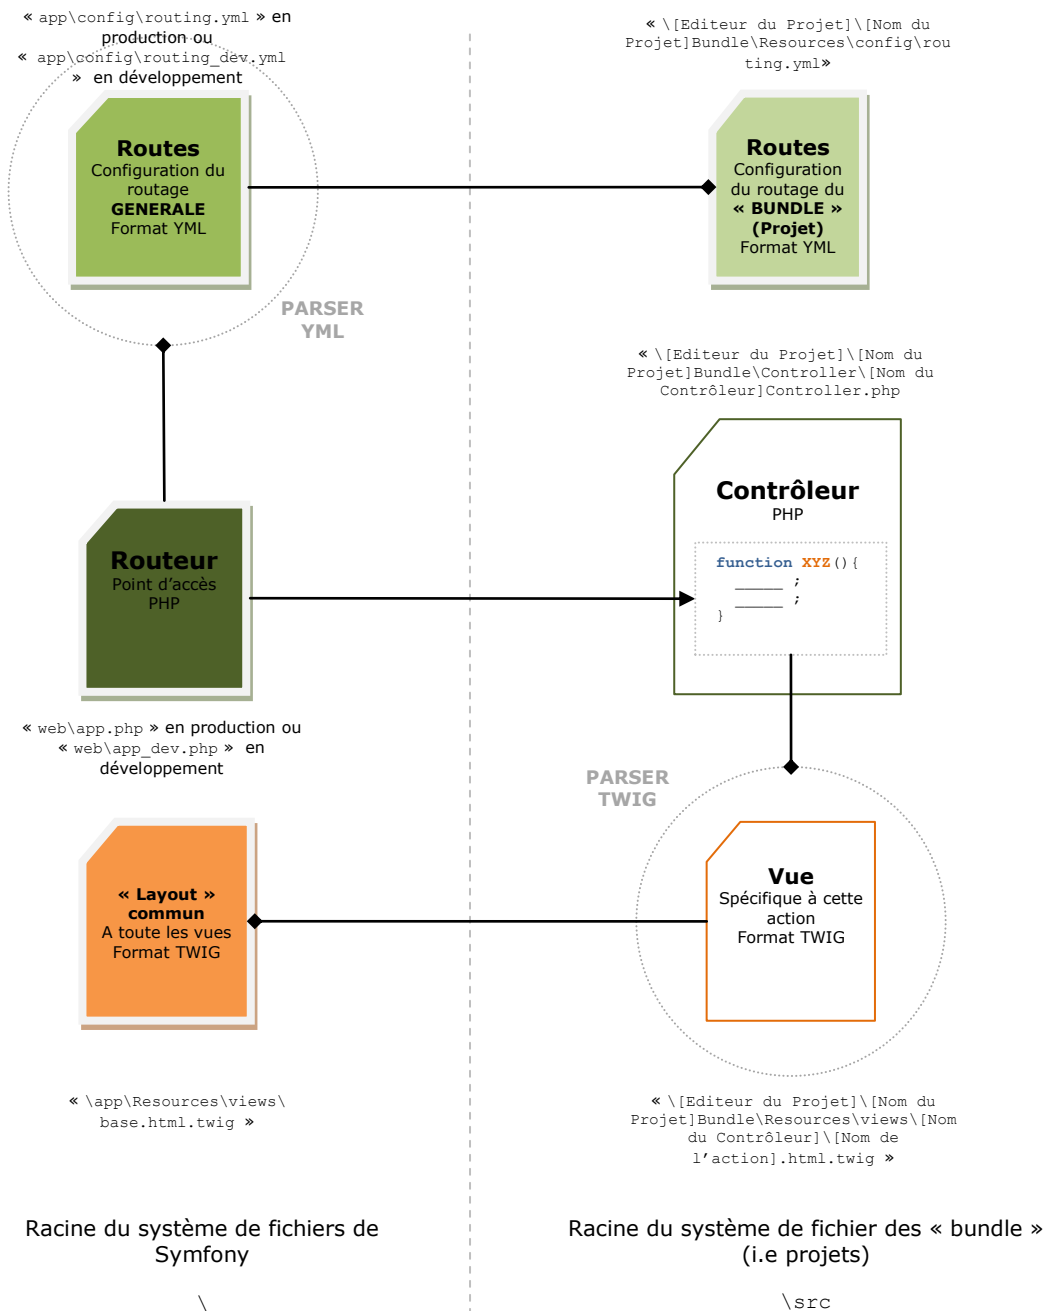 « app\config\routing.yml » en
production ou
« app\config\routing_dev.yml
» en développement
Routes
Configuration du
routage
GENERALE
Format YML
PARSER
YML
« \[Editeur du Projet]\[Nom du
Projet]Bundle\Resources\config\rou
ting.yml»
Routes
Configuration
du routage du
« BUNDLE »
(Projet)
Format YML
« \[Editeur du Projet]\[Nom du
Projet]Bundle\Controller\[Nom du
Contrôleur]Controller.php
Contrôleur
PHP
function XYZ(){
_____ ;
_____ ;
}
Routeur
Point d’accès
PHP
« web\app.php » en production ou
« web\app_dev.php » en
développement
PARSER
TWIG
« Layout »
commun
A toute les vues
Format TWIG
Vue
Spécifique à cette
action
Format TWIG
« \app\Resources\views\
base.html.twig »
« \[Editeur du Projet]\[Nom du
Projet]Bundle\Resources\views\[Nom
du Contrôleur]\[Nom de
l’action].html.twig »
Racine du système de fichiers de
Symfony
\
Racine du système de fichier des « bundle »
(i.e projets)
\src